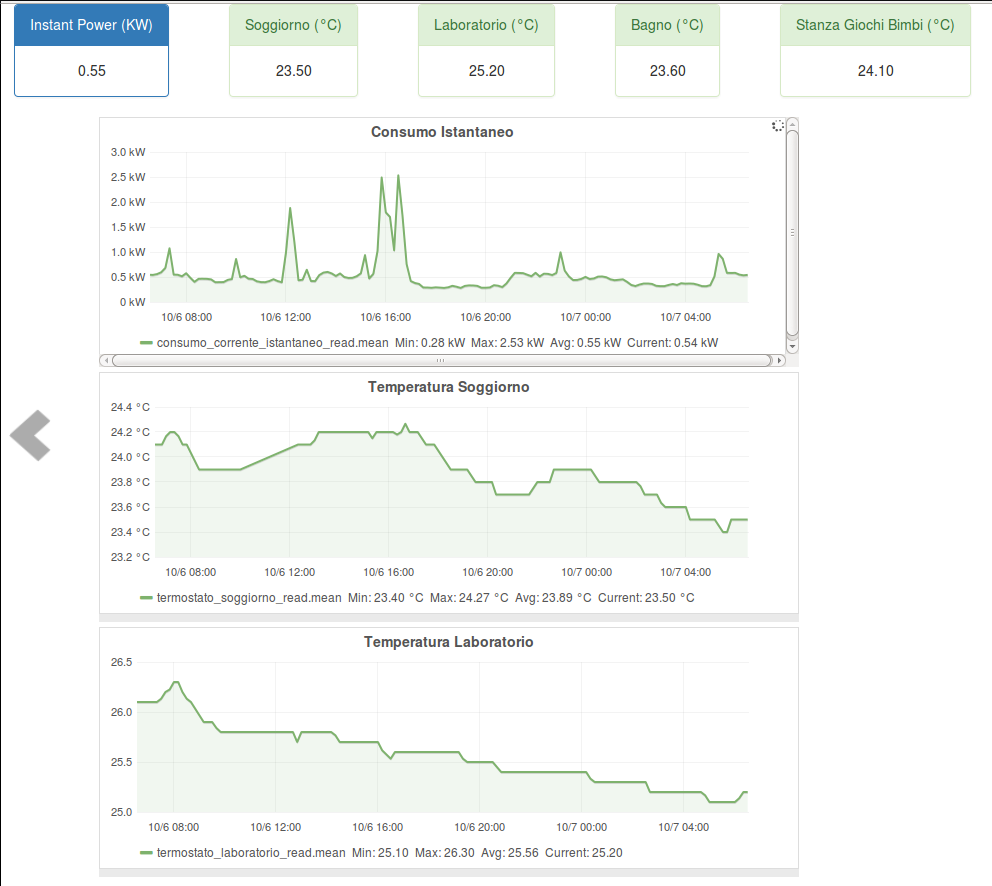 Instant Power (KW) Soggiorno (°C) Laboratorio (°C) Bagno (°C) Stanza Giochi Bimbi (°C)
0.55 23.50 25.20 23.60 24.10
Consumo Istantaneo
3.0 kW
2.5 kW
2.0 kW
1.5 kW
1.0 kW
0.5 kW
0 kW
10/6 08:00 10/6 12:00 10/6 16:00 10/6 20:00 10/7 00:00 10/7 04:00
consumo_corrente_istantaneo_read.mean Min: 0.28 kW Max: 2.53 kW Avg: 0.55 kW Current: 0.54 kW
Temperatura Soggiorno
24.4 °C
24.2 °C
24.0 °C
23.8 °C
23.6 °C
23.4 °C
23.2 °C
10/6 08:00 10/6 12:00 10/6 16:00 10/6 20:00 10/7 00:00 10/7 04:00
termostato_soggiorno_read.mean Min: 23.40 °C Max: 24.27 °C Avg: 23.89 °C Current: 23.50 °C
Temperatura Laboratorio
26.5
26.0
25.5
25.0
10/6 08:00 10/6 12:00 10/6 16:00 10/6 20:00 10/7 00:00 10/7 04:00
termostato_laboratorio_read.mean Min: 25.10 Max: 26.30 Avg: 25.56 Current: 25.20